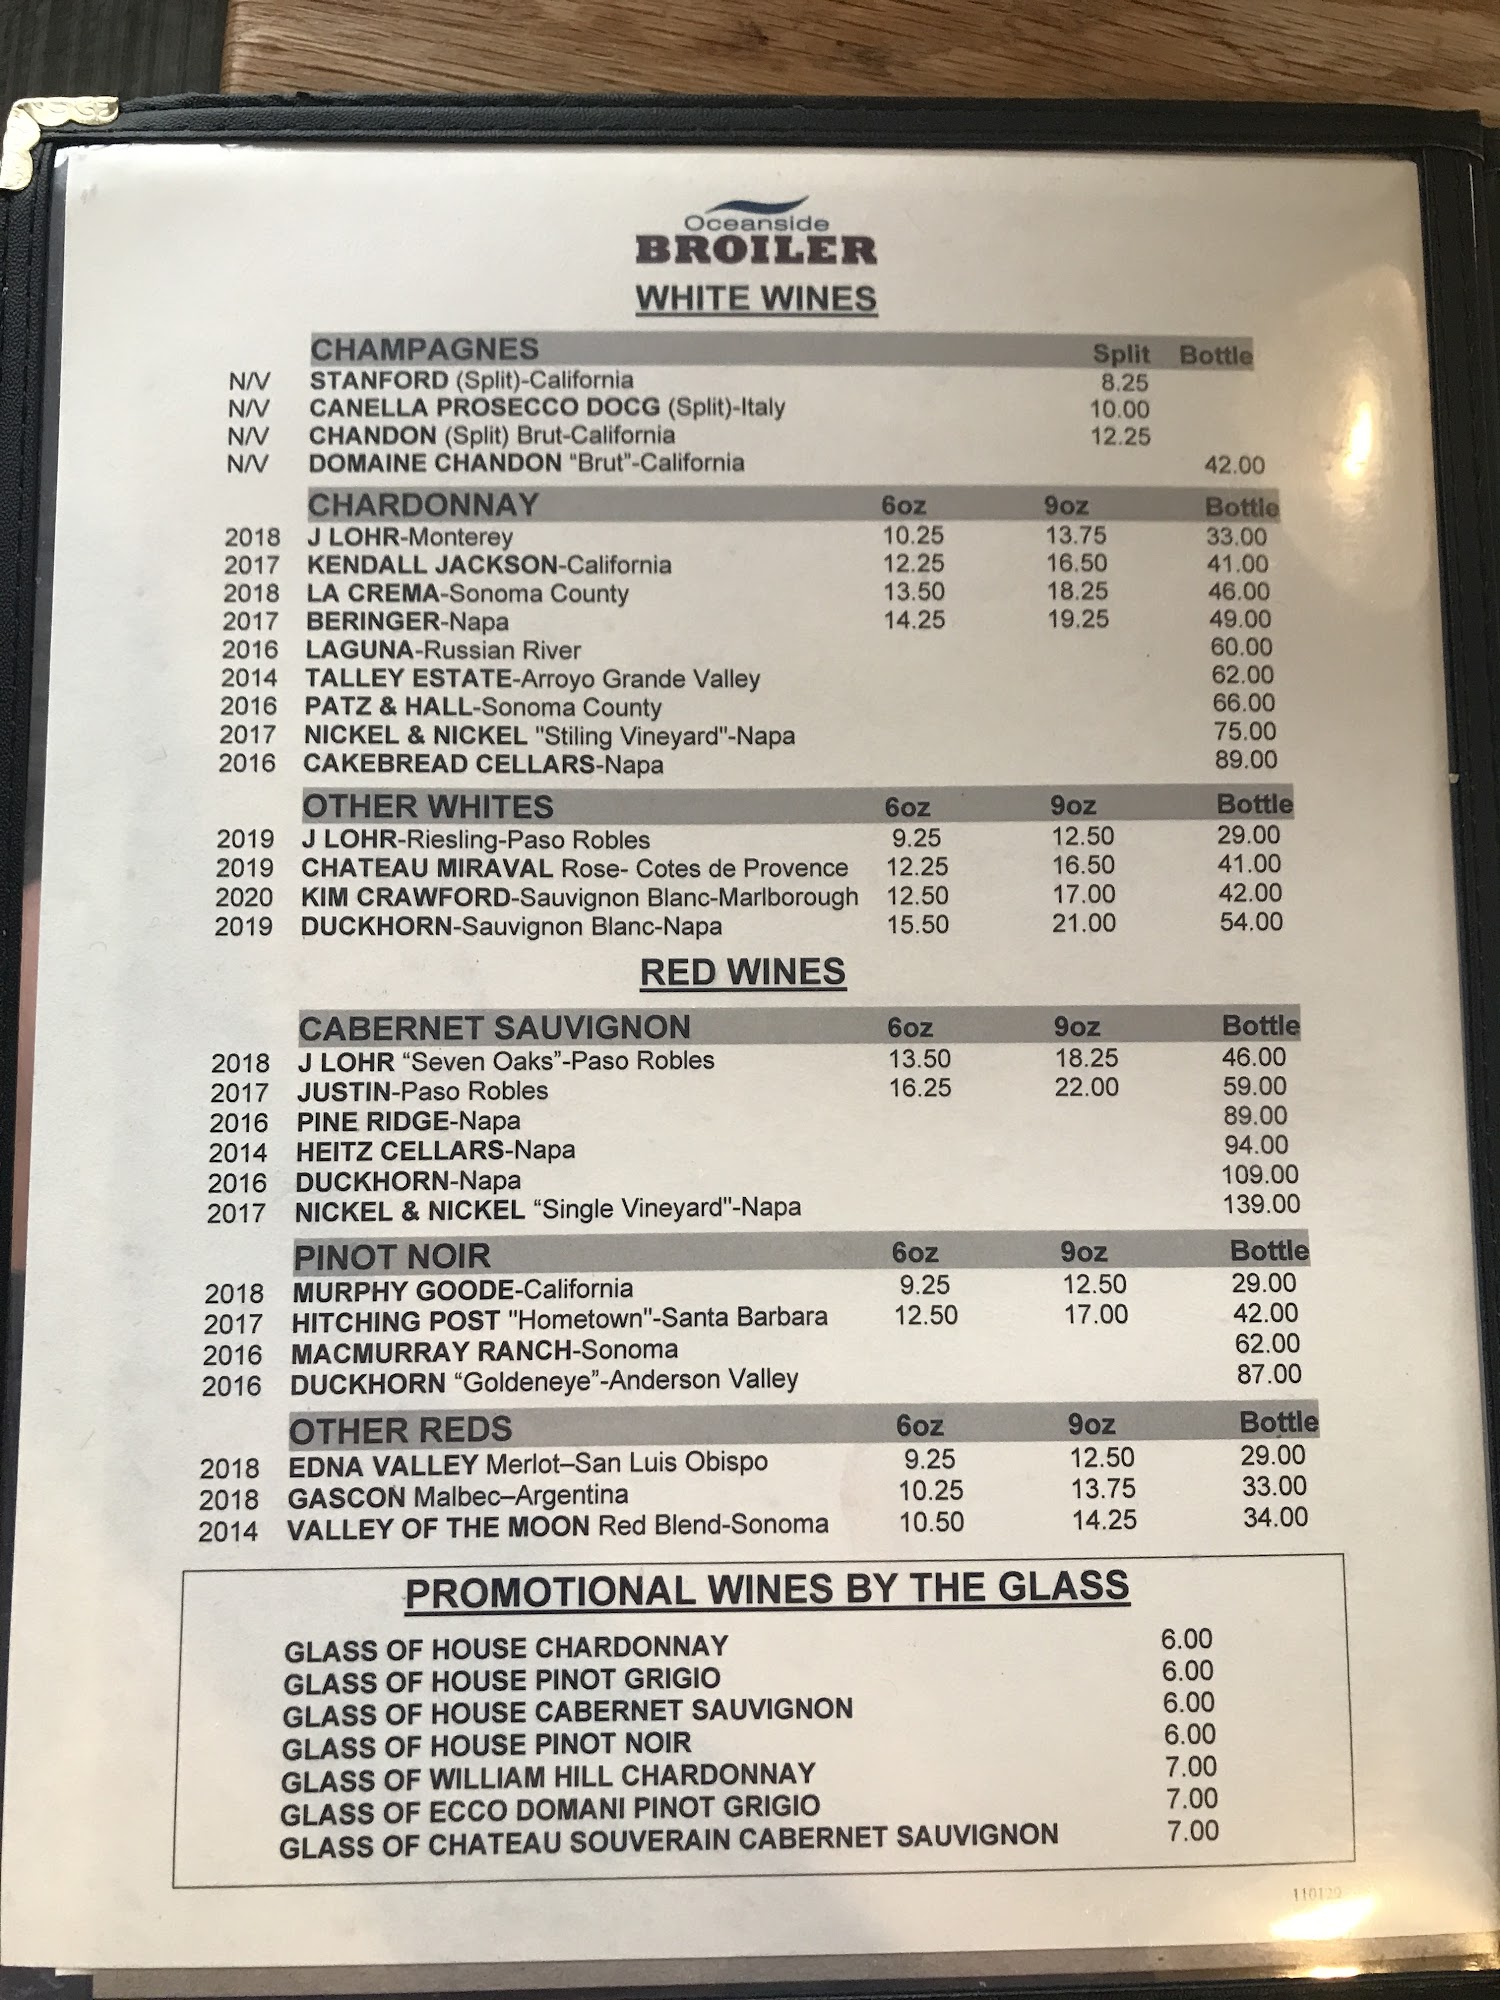 Oceanside
BROILER
WHITE WINES
CHAMPAGNES Split Bottle
N/V STANFORD (Split)-California 8.25
N/V CANELLA PROSECCO DOCG (Split)-Italy 10.00
N/V CHANDON (Split) Brut-California 12.25
N/V DOMAINE CHANDON “Brut”-California 42.00
CHARDONNAY 6oz 9oz Bottle
2018 J LOHR-Monterey 10.25 13.75 33.00
2017 KENDALL JACKSON-California 12.25 16.50 41.00
2018 LA CREMA-Sonoma County 13.50 18.25 46.00
2017 BERINGER-Napa 14.25 19.25 49.00
2016 LAGUNA-Russian River 60.00
2014 TALLEY ESTATE-Arroyo Grande Valley 62.00
2016 PATZ & HALL-Sonoma County 66.00
2017 NICKEL & NICKEL "Stiling Vineyard"-Napa 75.00
2016 CAKEBREAD CELLARS-Napa 89.00
OTHER WHITES 6oz 9oz Bottle
2019 J LOHR-Riesling-Paso Robles 9.25 12.50 29.00
2019 CHATEAU MIRAVAL Rose- Cotes de Provence 12.25 16.50 41.00
2020 KIM CRAWFORD-Sauvignon Blanc-Marlborough 12.50 17.00 42.00
2019 DUCKHORN-Sauvignon Blanc-Napa 15.50 21.00 54.00
RED WINES
CABERNET SAUVIGNON 6oz 9oz Bottle
2018 J LOHR “Seven Oaks”-Paso Robles 13.50 18.25 46.00
2017 JUSTIN-Paso Robles 16.25 22.00 59.00
2016 PINE RIDGE-Napa 89.00
2014 HEITZ CELLARS-Napa 94.00
2016 DUCKHORN-Napa 109.00
2017 NICKEL & NICKEL “Single Vineyard"-Napa 139.00
PINOT NOIR 6oz 9oz Bottle
2018 MURPHY GOODE-California 9.25 12.50 29.00
2017 HITCHING POST "Hometown"-Santa Barbara 12.50 17.00 42.00
2016 MACMURRAY RANCH-Sonoma 62.00
2016 DUCKHORN “Goldeneye”-Anderson Valley 87.00
OTHER REDS 6oz 9oz Bottle
2018 EDNA VALLEY Merlot–San Luis Obispo 9.25 12.50 29.00
2018 GASCON Malbec–Argentina 10.25 13.75 33.00
2014 VALLEY OF THE MOON Red Blend-Sonoma 10.50 14.25 34.00
PROMOTIONAL WINES BY THE GLASS
GLASS OF HOUSE CHARDONNAY 6.00
GLASS OF HOUSE PINOT GRIGIO 6.00
GLASS OF HOUSE CABERNET SAUVIGNON 6.00
GLASS OF HOUSE PINOT NOIR 6.00
GLASS OF WILLIAM HILL CHARDONNAY 7.00
GLASS OF ECCO DOMANI PINOT GRIGIO 7.00
GLASS OF CHATEAU SOUVERAIN CABERNET SAUVIGNON 7.00
110120